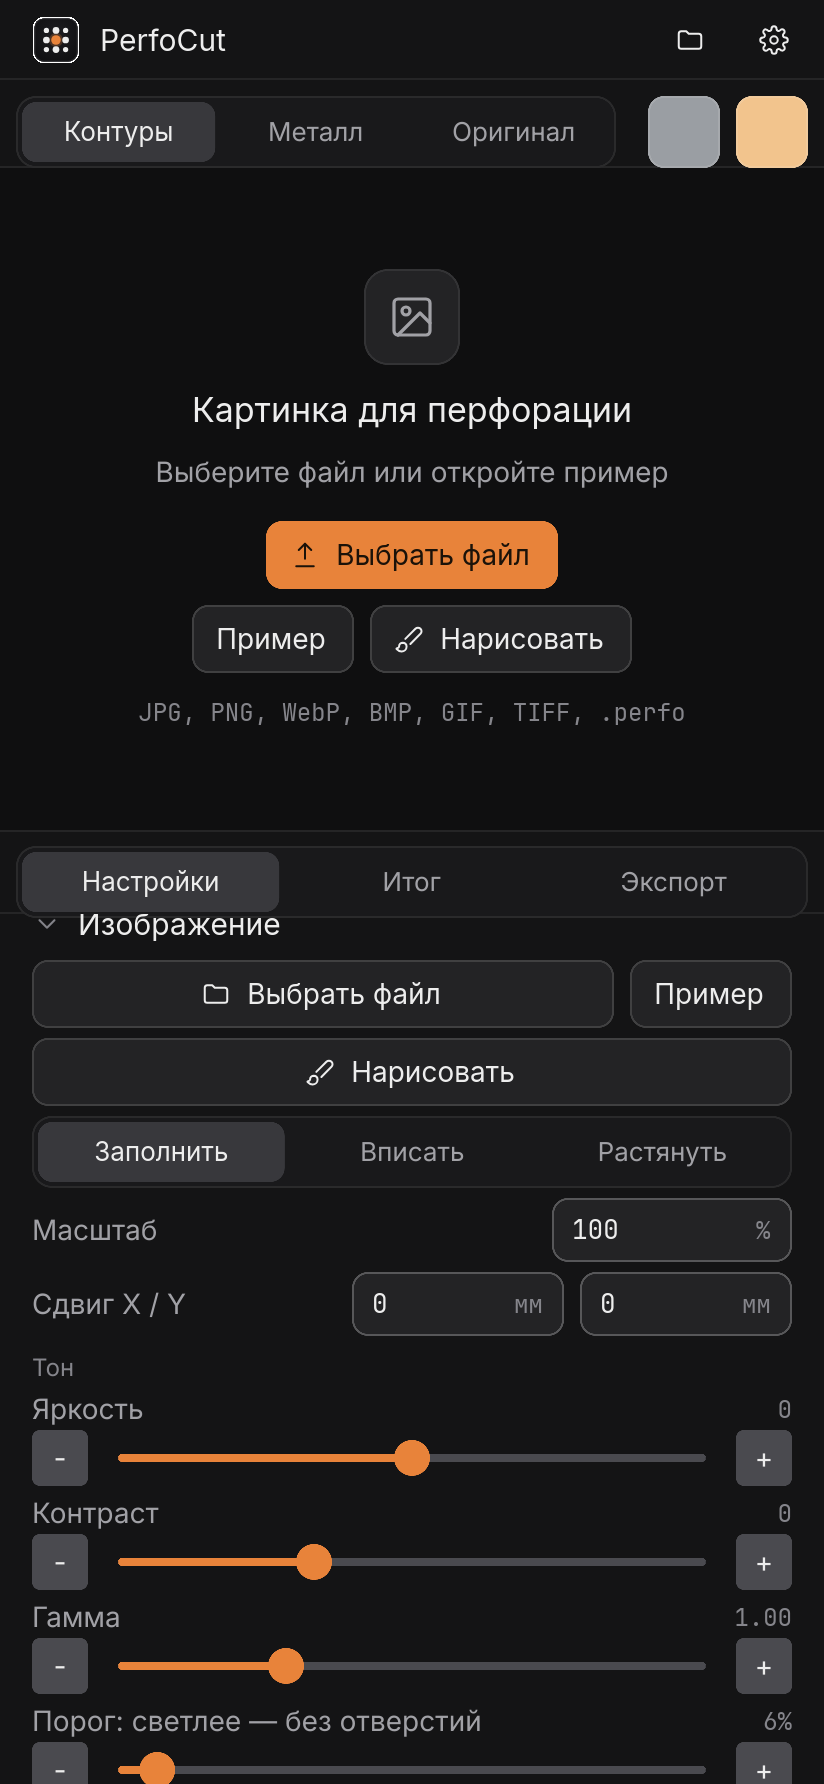 PerfoCut
Контуры Металл Оригинал
Картинка для перфорации
Выберите файл или откройте пример
Выбрать файл
Пример Нарисовать
JPG, PNG, WebP, BMP, GIF, TIFF, .perfo
Настройки Итог Экспорт
Изображение
Выбрать файл Пример
Нарисовать
Заполнить Вписать Растянуть
Масштаб 100 %
Сдвиг X / Y 0 мм 0 мм
Тон
Яркость 0
- +
Контраст 0
- +
Гамма 1.00
- +
Порог: светлее — без отверстий 6%
- +